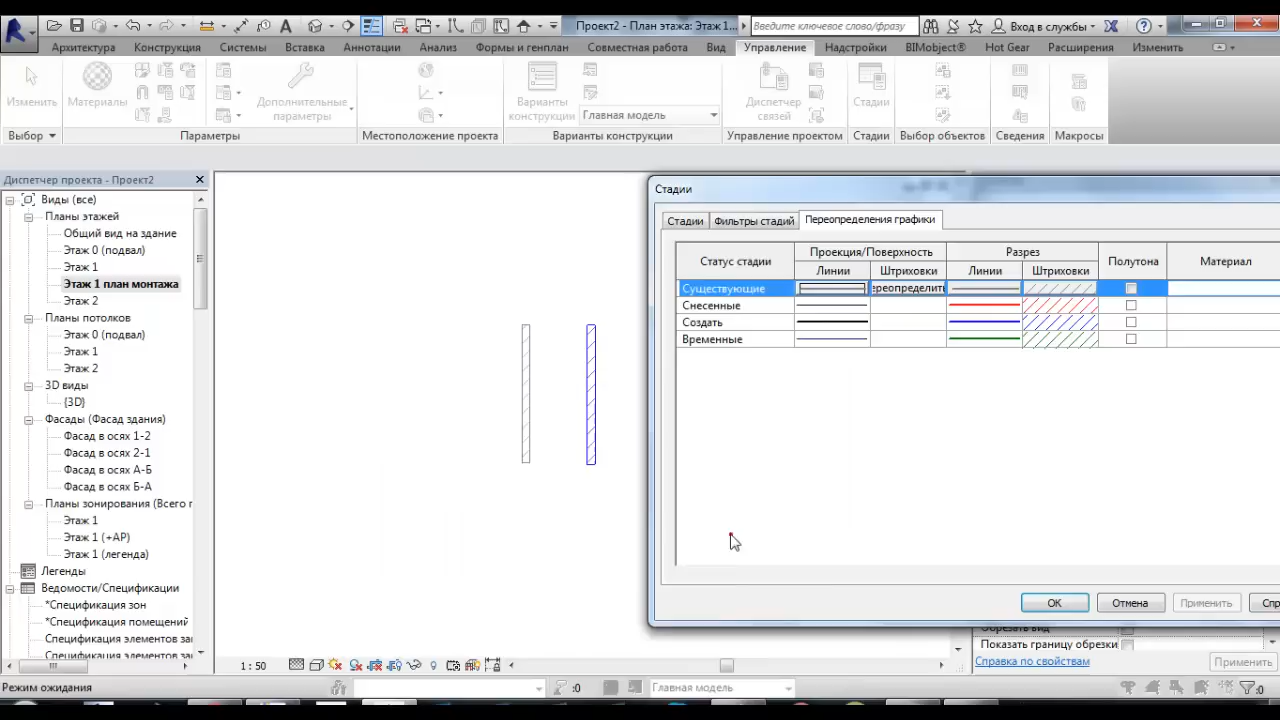 Проект2 - План этажа: Этаж 1...
Введите ключевое слово/фразу
Вход в службы
Архитектура Конструкция Системы Вставка Аннотации Анализ Формы и генплан Совместная работа Вид Управление Надстройки BIMobject® Hot Gear Расширения Изменить
Изменить
Материалы
Дополнительные
параметры
Варианты
конструкции
Главная модель
Диспетчер
связей
Стадии
Выбор Параметры Местоположение проекта Варианты конструкции Управление проектом Стадии Выбор объектов Сведения Макросы
Диспетчер проекта - Проект2
Виды (все)
Планы этажей
Общий вид на здание
Этаж 0 (подвал)
Этаж 1
Этаж 1 план монтажа
Этаж 2
Планы потолков
Этаж 0 (подвал)
Этаж 1
Этаж 2
3D виды
{3D}
Фасады (Фасад здания)
Фасад в осях 1-2
Фасад в осях 2-1
Фасад в осях А-Б
Фасад в осях Б-А
Планы зонирования (Всего г
Этаж 1
Этаж 1 (+АР)
Этаж 1 (легенда)
Легенды
Ведомости/Спецификации
*Спецификация зон
*Спецификация помещений
Спецификация элементов за
Стадии
Стадии Фильтры стадий Переопределения графики
Статус стадии Проекция/Поверхность Разрез Полутона Материал
Линии Штриховки Линии Штриховки
Существующие ереопределить
Снесенные
Создать
Временные
OK Отмена Применить Спр
Показать границу обрезки
Справка по свойствам Применить
1 : 50
Режим ожидания :0 Главная модель :0